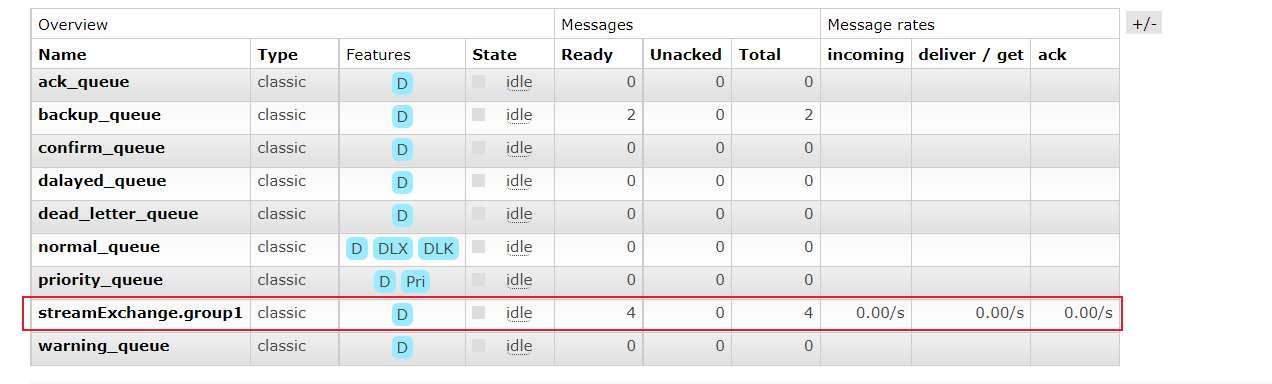 Overview Messages Message rates +/-
Name Type Features State Ready Unacked Total incoming deliver / get ack
ack_queue classic D idle 0 0 0
backup_queue classic D idle 2 0 2
confirm_queue classic D idle 0 0 0
dalayed_queue classic D idle 0 0 0
dead_letter_queue classic D idle 0 0 0
normal_queue classic D DLX DLK idle 0 0 0
priority_queue classic D Pri idle 0 0 0
streamExchange.group1 classic D idle 4 0 4 0.00/s 0.00/s 0.00/s
warning_queue classic D idle 0 0 0